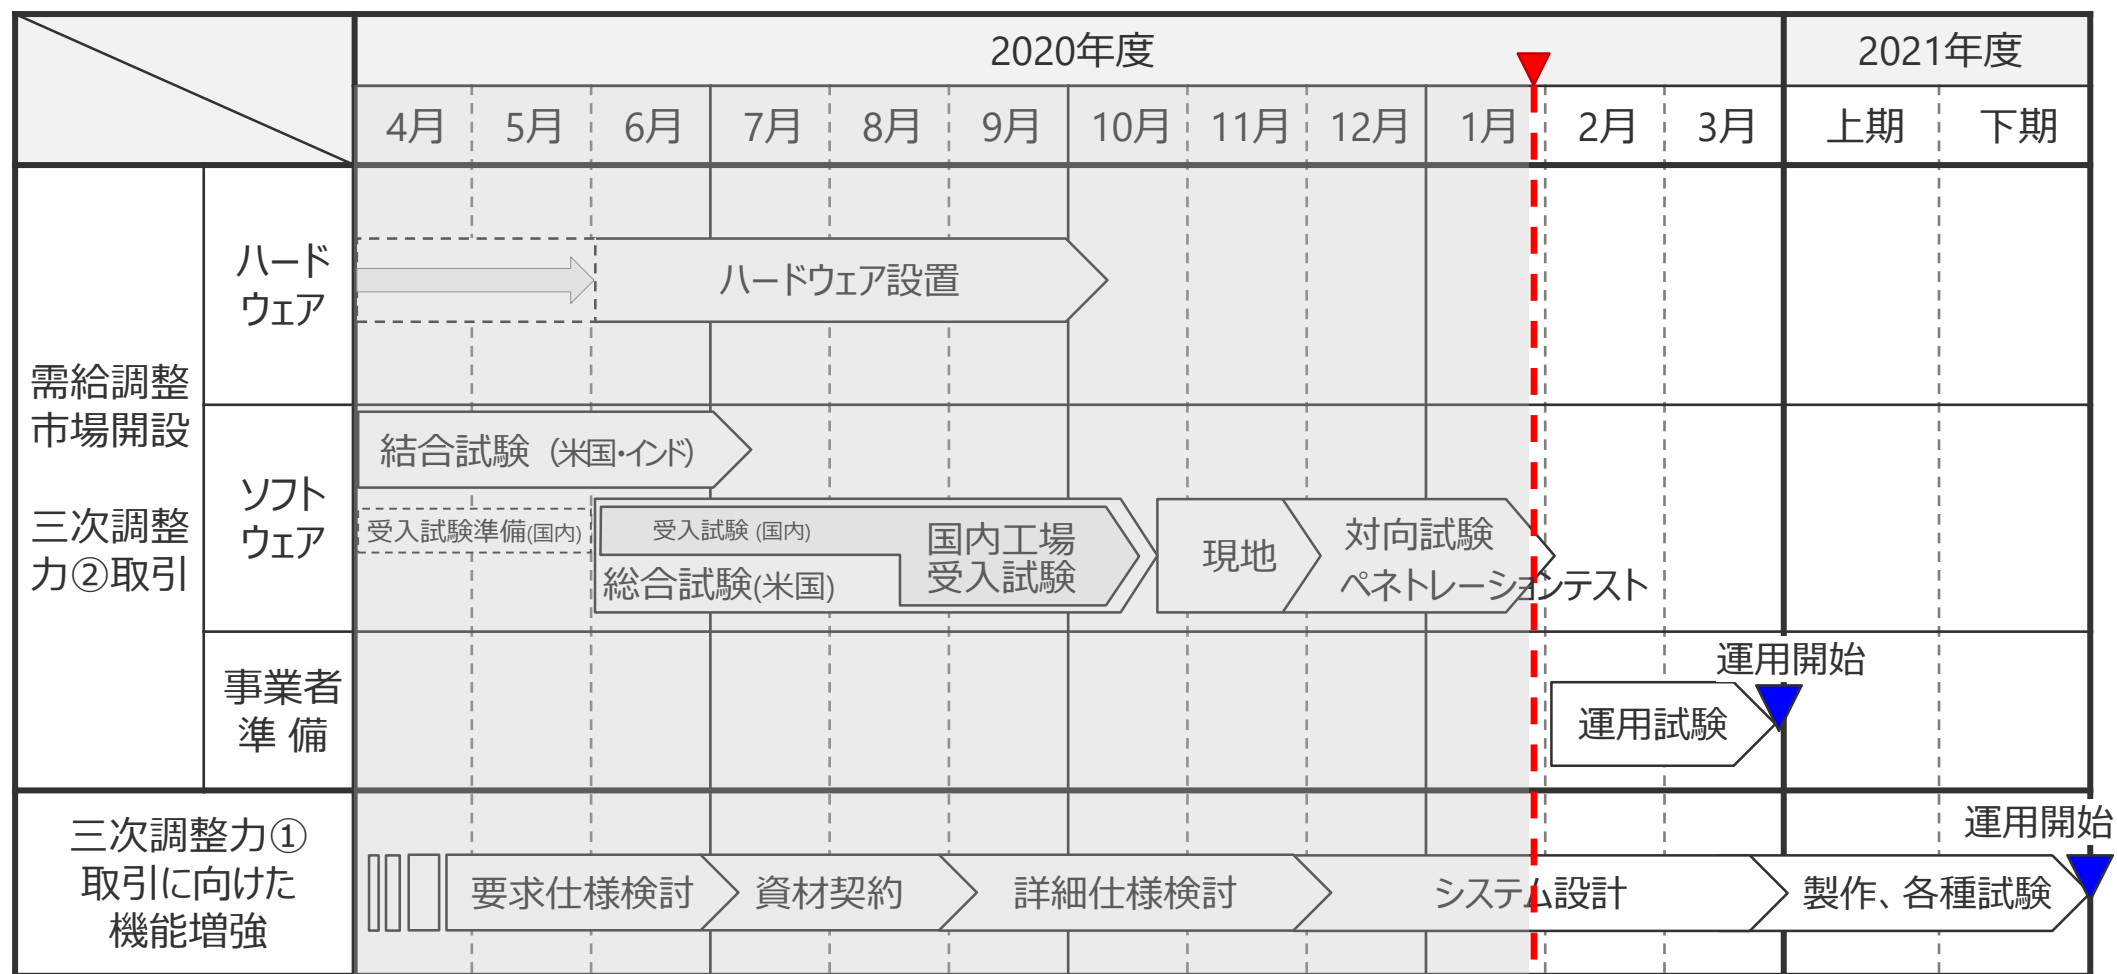 2020年度
2021年度
4月
5月
6月
7月
8月
9月
10月
11月
12月
1月
2月
3月
上期
下期
需給調整
市場開設
三次調整
力②取引
ハード
ウェア
ハードウェア設置
ソフト
ウェア
結合試験（米国・インド）
受入試験準備(国内)
受入試験 (国内)
総合試験(米国)
国内工場
受入試験
現地
対向試験
ペネトレーションテスト
事業者
準 備
運用開始
運用試験
三次調整力①
取引に向けた
機能増強
運用開始
要求仕様検討
資材契約
詳細仕様検討
システム設計
製作、各種試験